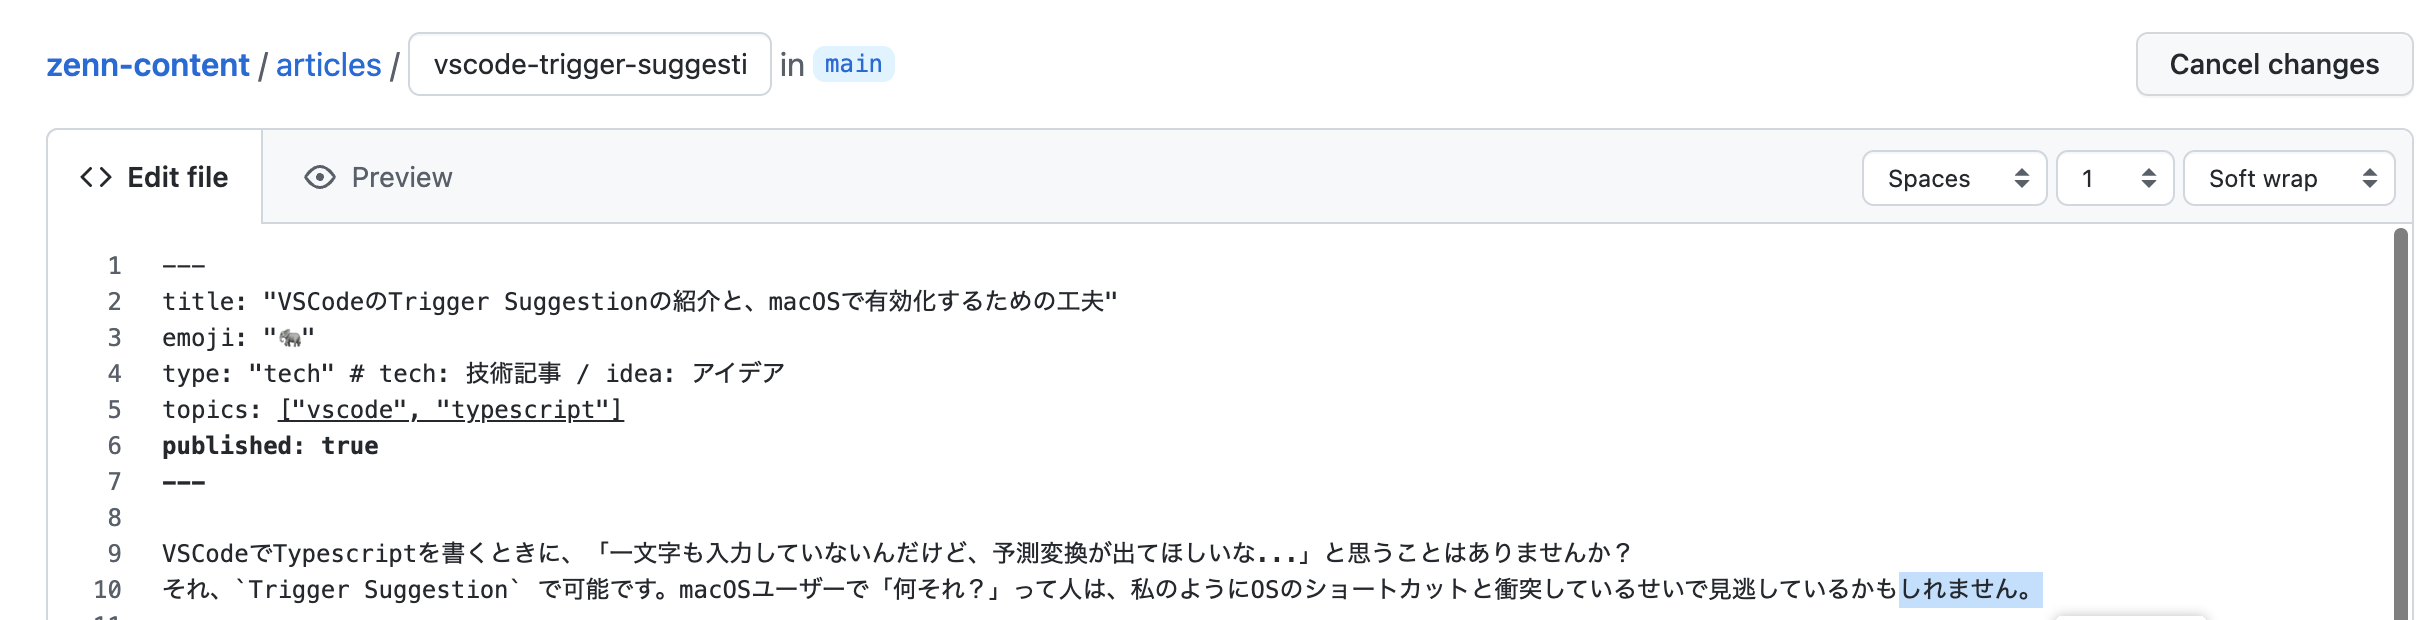 zenn-content / articles / vscode-trigger-suggesti in main Cancel changes
<> Edit file Preview Spaces 1 Soft wrap
1 ---
2 title: "VSCodeのTrigger Suggestionの紹介と、macOSで有効化するための工夫"
3 emoji: "🐘"
4 type: "tech" # tech: 技術記事 / idea: アイデア
5 topics: ["vscode", "typescript"]
6 published: true
7 ---
8
9 VSCodeでTypescriptを書くときに、「一文字も入力していないんだけど、予測変換が出てほしいな...」と思うことはありませんか？
10 それ、`Trigger Suggestion` で可能です。macOSユーザーで「何それ？」って人は、私のようにOSのショートカットと衝突しているせいで見逃しているかもしれません。